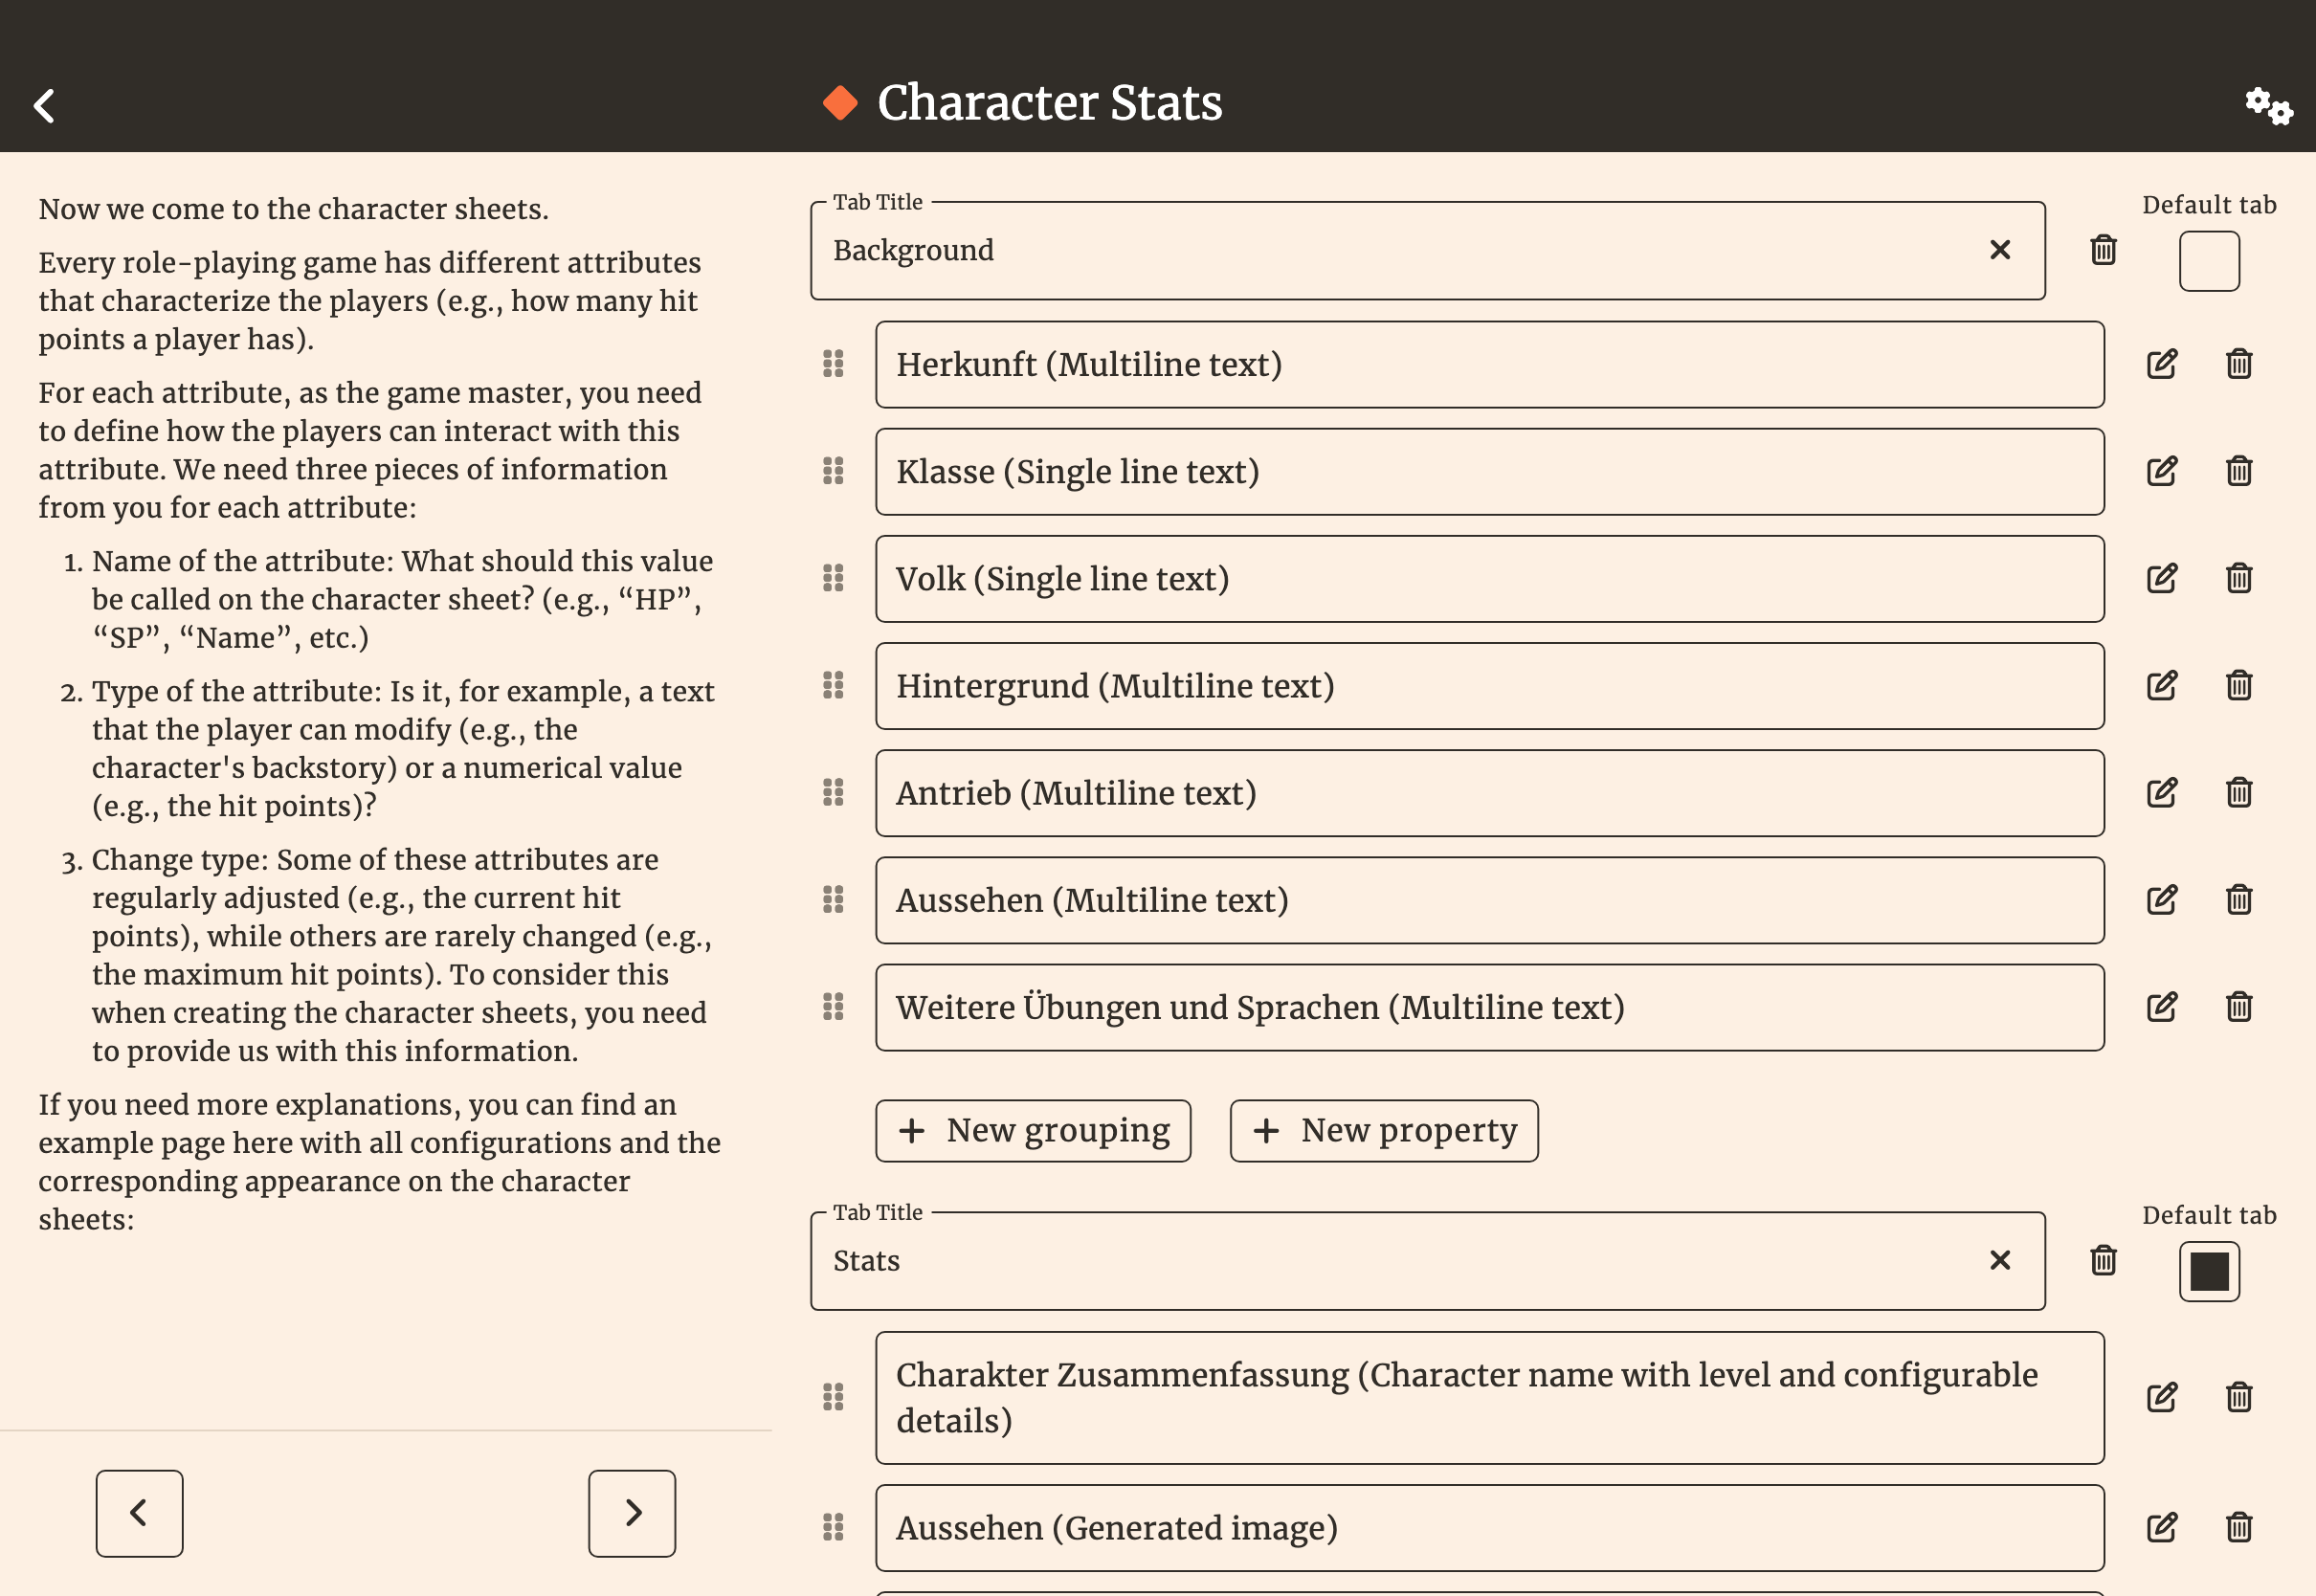 Character Stats
Now we come to the character sheets.
Every role-playing game has different attributes
that characterize the players (e.g., how many hit
points a player has).
For each attribute, as the game master, you need
to define how the players can interact with this
attribute. We need three pieces of information
from you for each attribute:
1. Name of the attribute: What should this value
be called on the character sheet? (e.g., “HP”,
“SP”, “Name”, etc.)
2. Type of the attribute: Is it, for example, a text
that the player can modify (e.g., the
character's backstory) or a numerical value
(e.g., the hit points)?
3. Change type: Some of these attributes are
regularly adjusted (e.g., the current hit
points), while others are rarely changed (e.g.,
the maximum hit points). To consider this
when creating the character sheets, you need
to provide us with this information.
If you need more explanations, you can find an
example page here with all configurations and the
corresponding appearance on the character
sheets:
Tab Title
Background
Default tab
Herkunft (Multiline text)
Klasse (Single line text)
Volk (Single line text)
Hintergrund (Multiline text)
Antrieb (Multiline text)
Aussehen (Multiline text)
Weitere Übungen und Sprachen (Multiline text)
New grouping
New property
Tab Title
Stats
Default tab
Charakter Zusammenfassung (Character name with level and configurable
details)
Aussehen (Generated image)